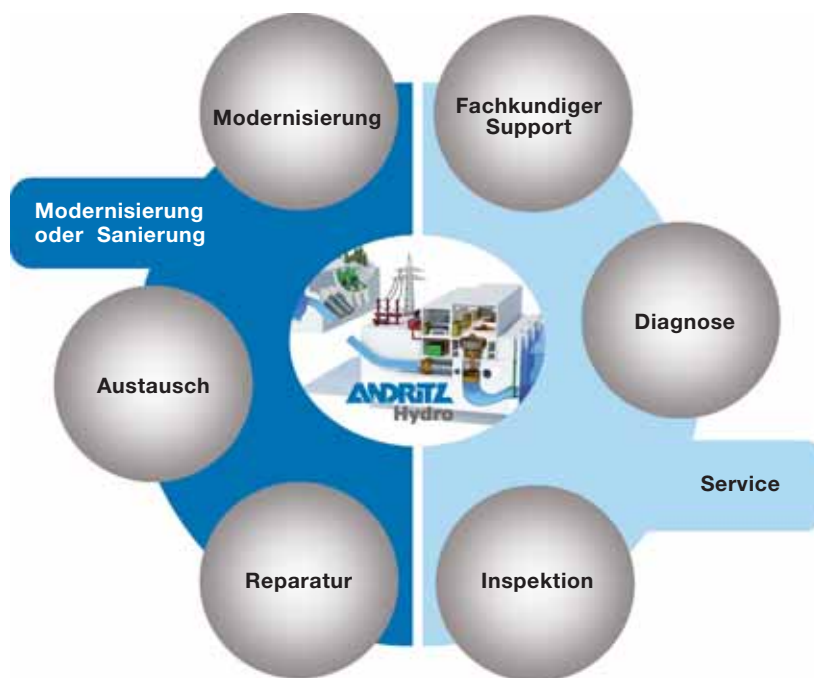 Modernisierung
Fachkundiger
Support
Modernisierung
oder Sanierung
Diagnose
Austausch
ANDRITZ
Hydro
Service
Reparatur
Inspektion